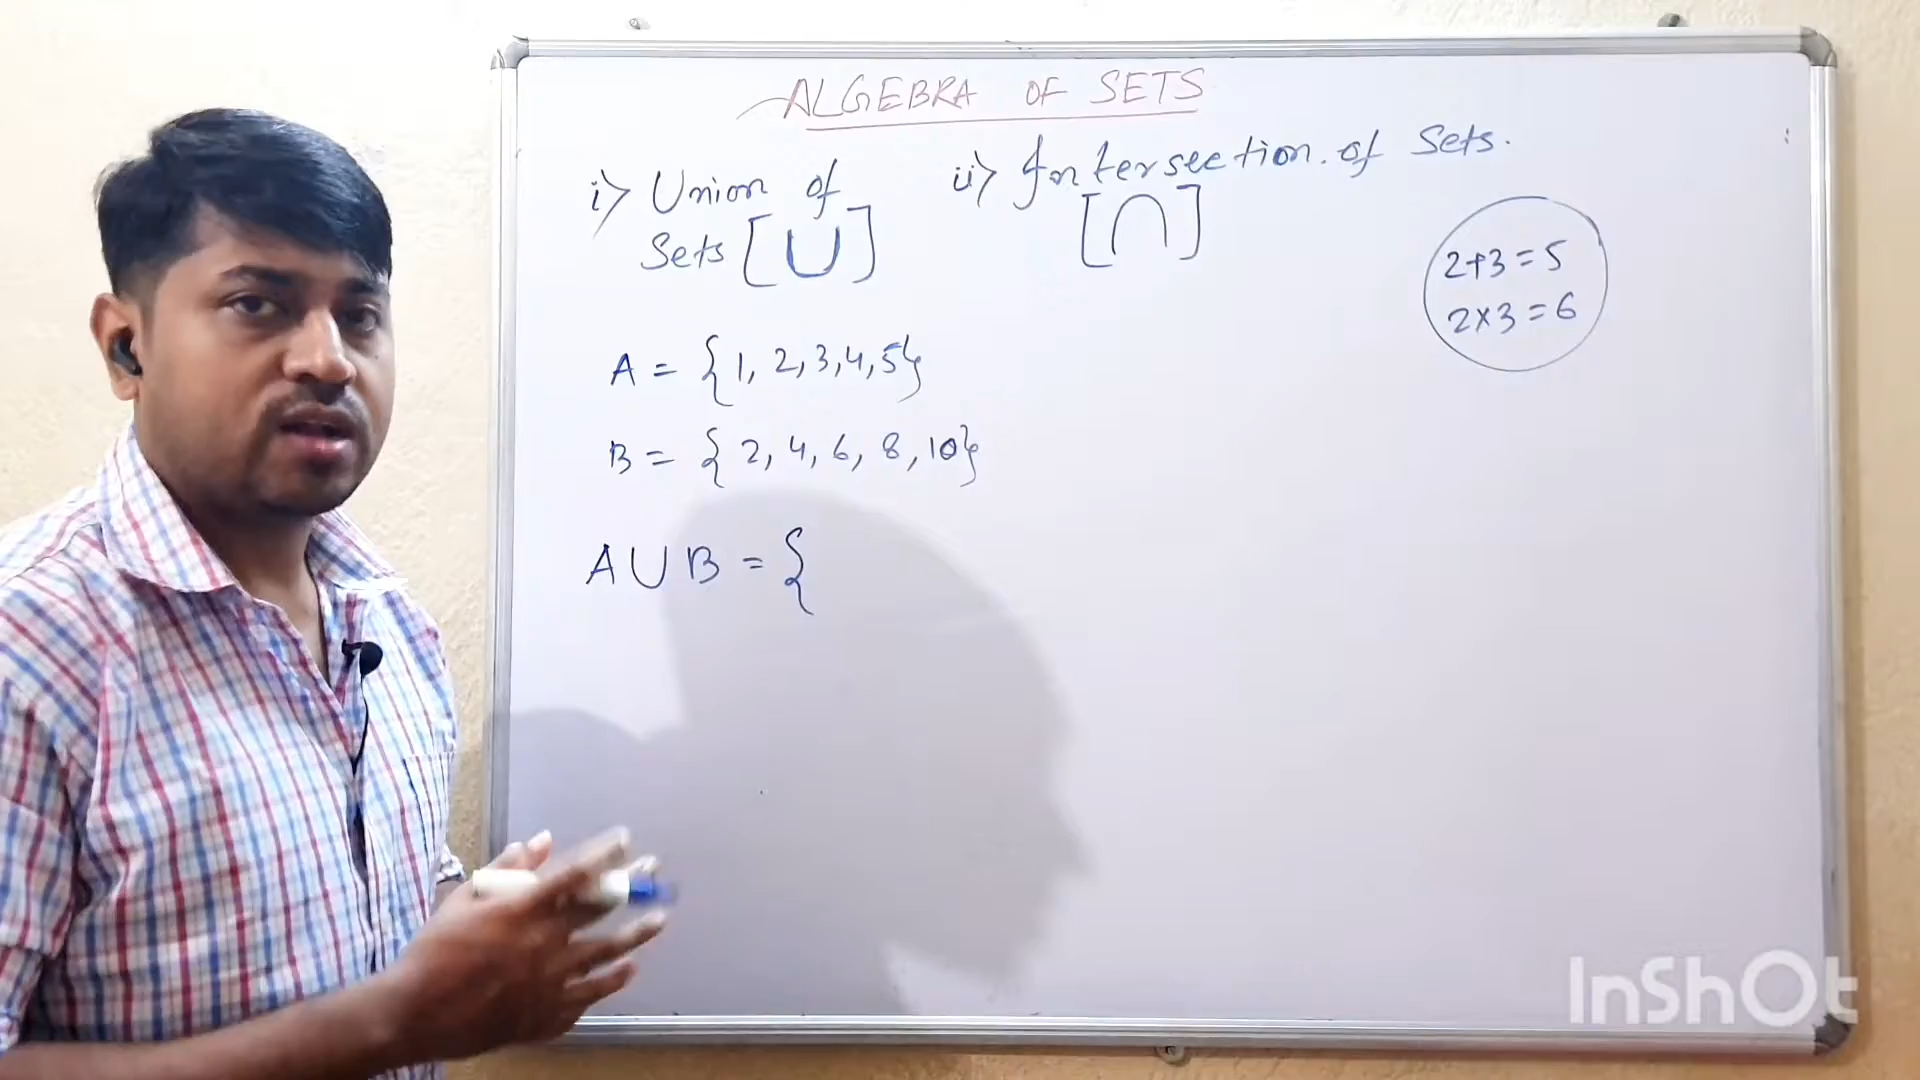 ALGEBRA OF SETS
i> Union of
Sets [∪]
ii> Intersection. of Sets.
[∩]
2+3=5
2×3=6
A = {1, 2, 3, 4, 5}
B = {2, 4, 6, 8, 10}
A∪B = {
InShOt